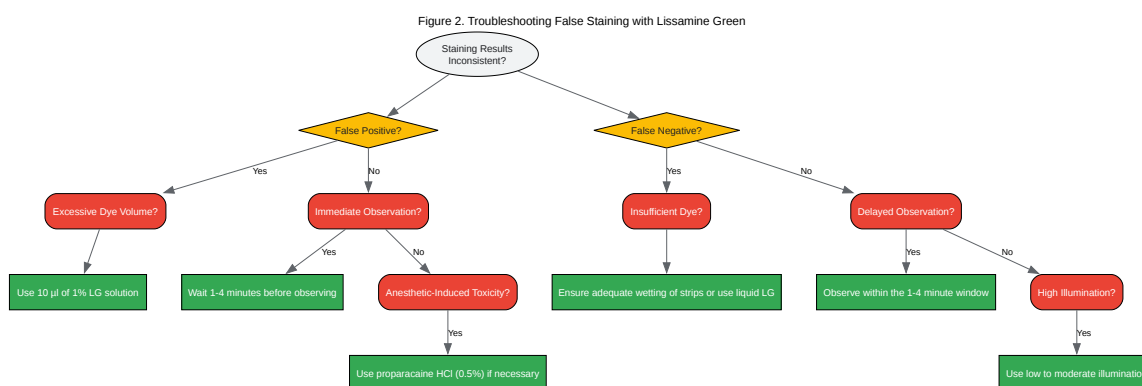 Figure 2. Troubleshooting False Staining with Lissamine Green
Staining Results
Inconsistent?
False Positive?
False Negative?
Yes
No
Yes
No
Excessive Dye Volume?
Immediate Observation?
Insufficient Dye?
Delayed Observation?
Yes
No
Yes
No
Use 10 µl of 1% LG solution
Wait 1-4 minutes before observing
Anesthetic-Induced Toxicity?
Ensure adequate wetting of strips or use liquid LG
Observe within the 1-4 minute window
High Illumination?
Yes
Yes
Use proparacaine HCl (0.5%) if necessary
Use low to moderate illumination